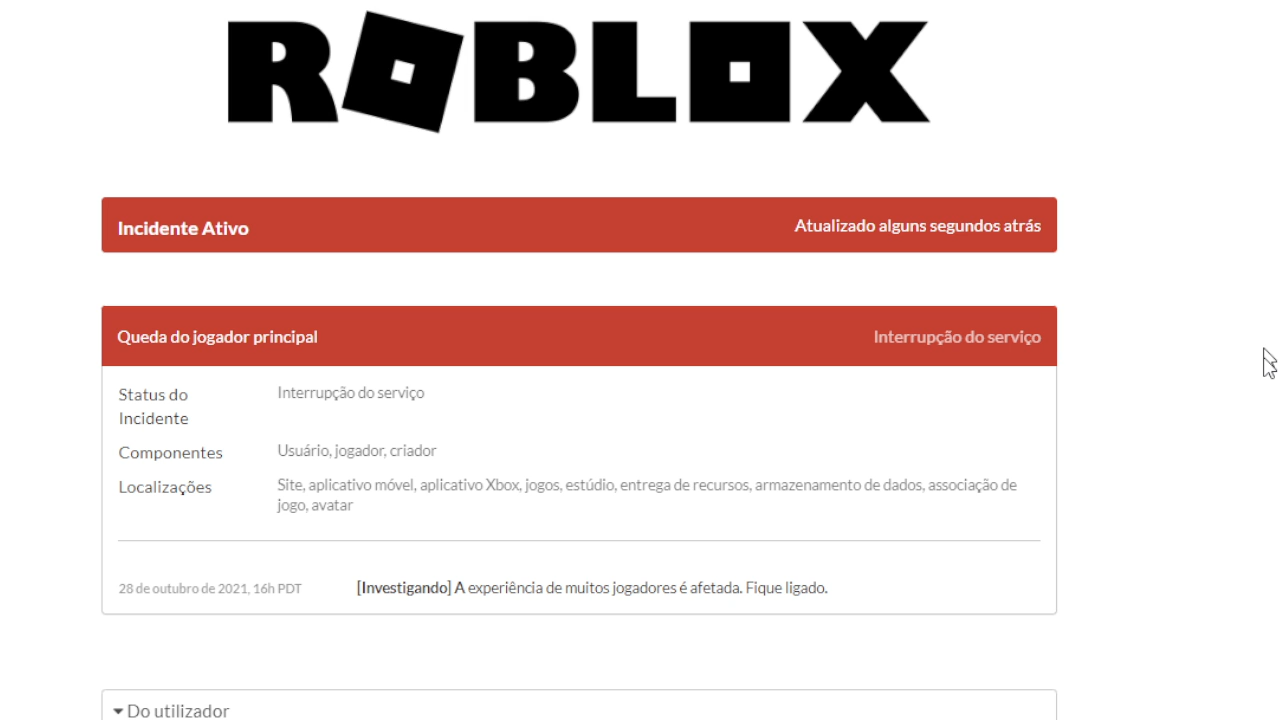 ROBLOX
Incidente Ativo
Atualizado alguns segundos atrás
Queda do jogador principal
Interrupção do serviço
Status do
Incidente
Interrupção do serviço
Componentes
Usuário, jogador, criador
Localizações
Site, aplicativo móvel, aplicativo Xbox, jogos, estúdio, entrega de recursos, armazenamento de dados, associação de
jogo, avatar
28 de outubro de 2021, 16h PDT
[Investigando] A experiência de muitos jogadores é afetada. Fique ligado.
Do utilizador